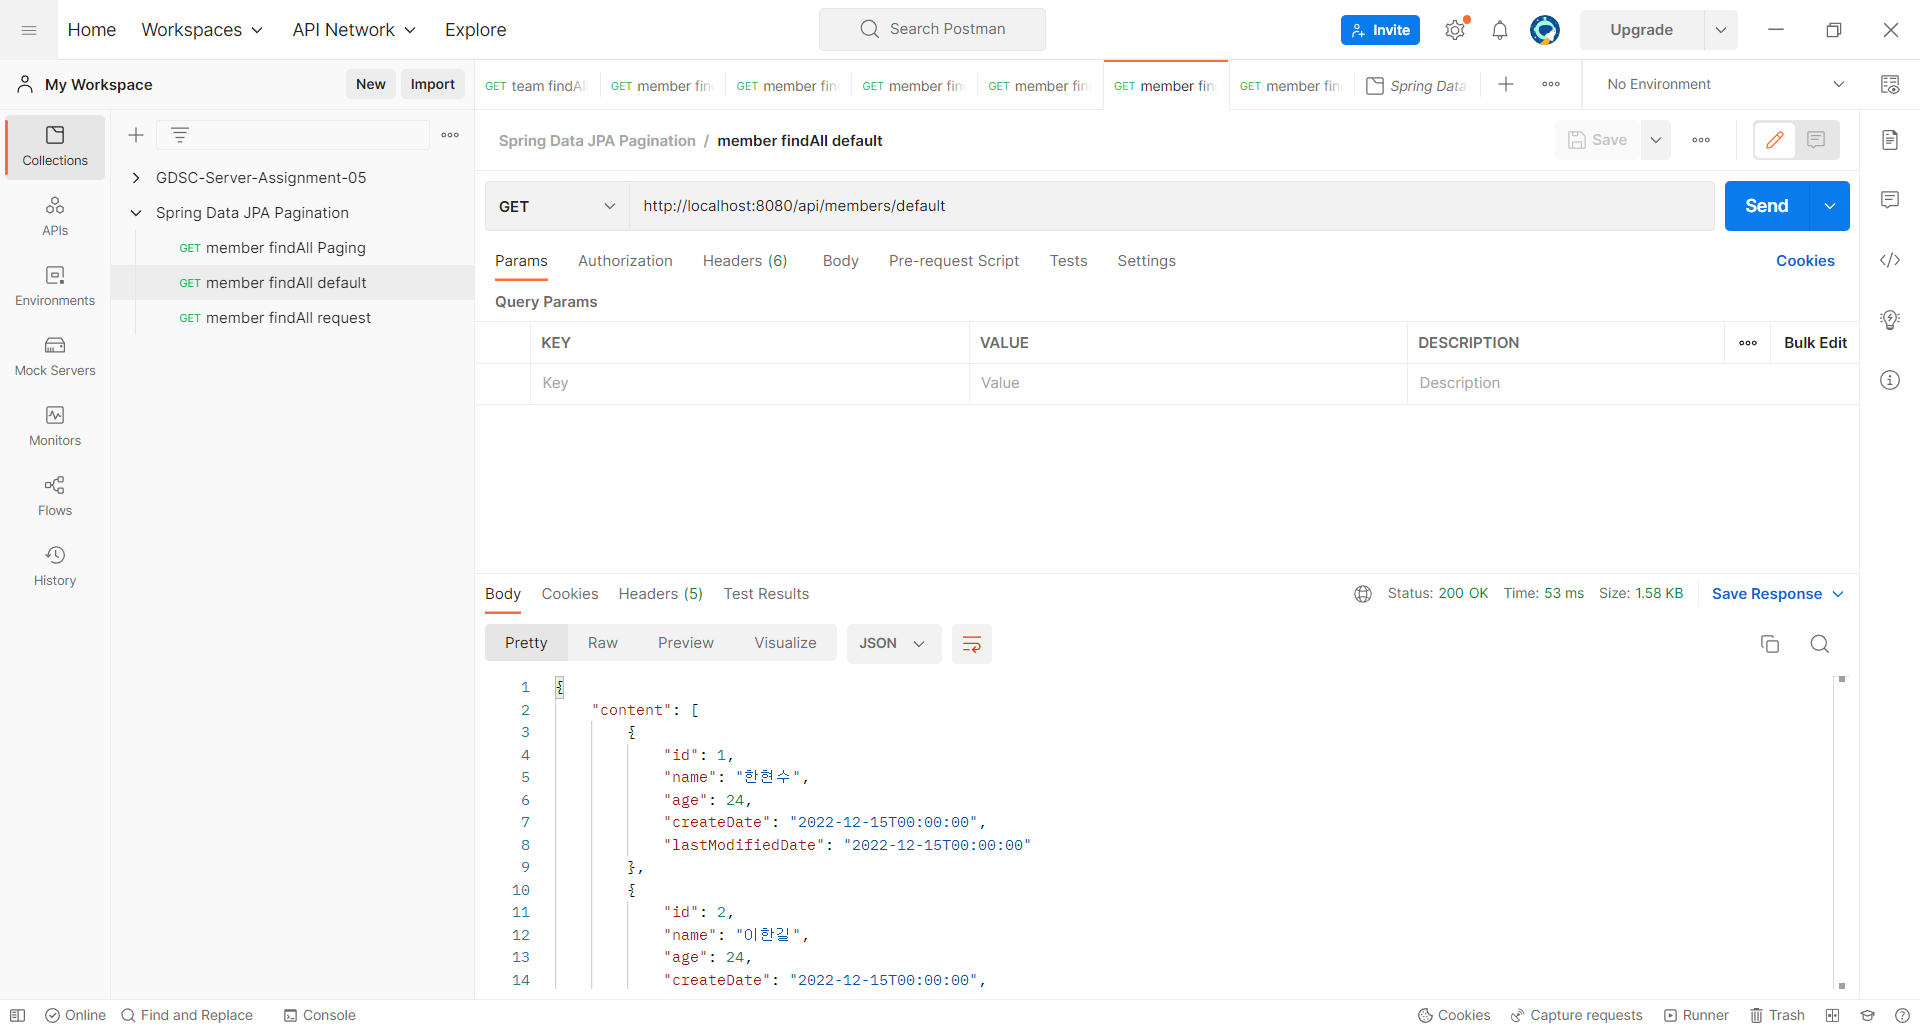 Home Workspaces API Network Explore Search Postman Invite Upgrade
My Workspace New Import
GET team findAl GET member fin GET member fin GET member fin GET member fin GET member fin GET member fin Spring Data No Environment
Collections
APIs
Environments
Mock Servers
Monitors
Flows
History
GDSC-Server-Assignment-05
Spring Data JPA Pagination
GET member findAll Paging
GET member findAll default
GET member findAll request
Spring Data JPA Pagination / member findAll default Save
GET http://localhost:8080/api/members/default Send
Params Authorization Headers (6) Body Pre-request Script Tests Settings Cookies
Query Params
KEY VALUE DESCRIPTION Bulk Edit
Key Value Description
Body Cookies Headers (5) Test Results Status: 200 OK Time: 53 ms Size: 1.58 KB Save Response
Pretty Raw Preview Visualize JSON
1 {
2 "content": [
3 {
4 "id": 1,
5 "name": "한현수",
6 "age": 24,
7 "createDate": "2022-12-15T00:00:00",
8 "lastModifiedDate": "2022-12-15T00:00:00"
9 },
10 {
11 "id": 2,
12 "name": "이한길",
13 "age": 24,
14 "createDate": "2022-12-15T00:00:00",
Online Find and Replace Console Cookies Capture requests Runner Trash